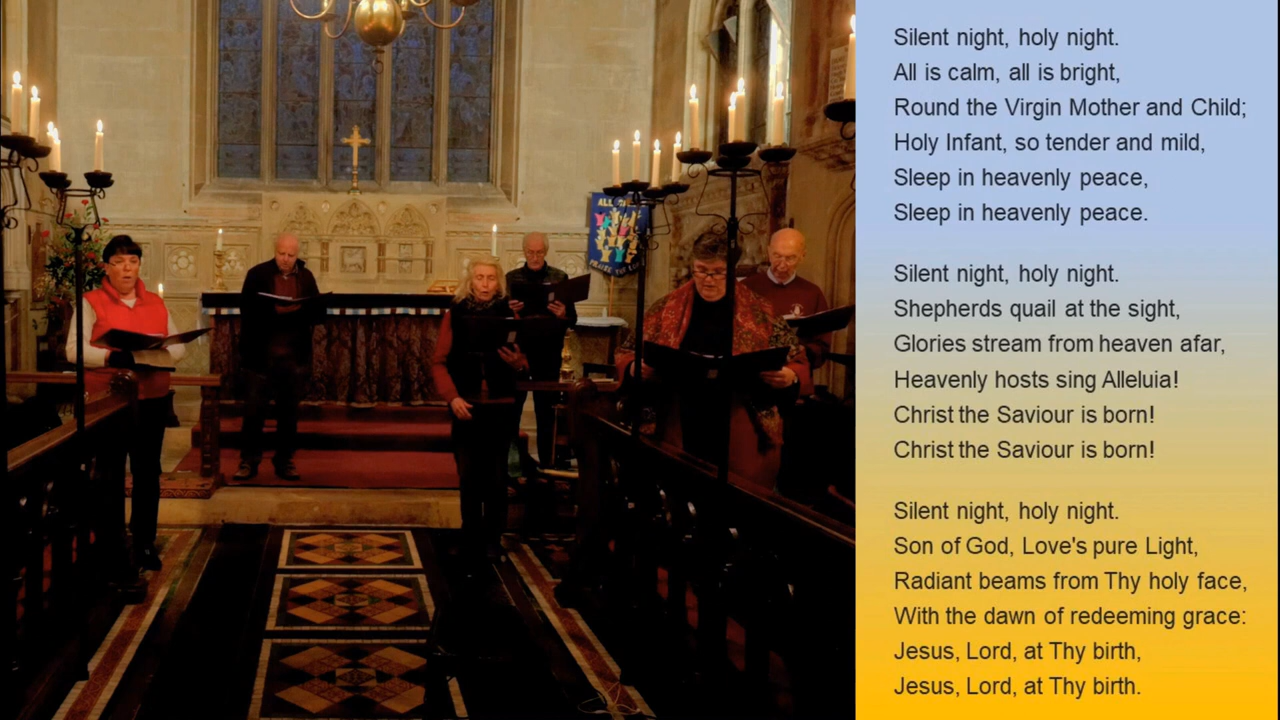 ALL
PRAISE THE LORD
Silent night, holy night.
All is calm, all is bright,
Round the Virgin Mother and Child;
Holy Infant, so tender and mild,
Sleep in heavenly peace,
Sleep in heavenly peace.
Silent night, holy night.
Shepherds quail at the sight,
Glories stream from heaven afar,
Heavenly hosts sing Alleluia!
Christ the Saviour is born!
Christ the Saviour is born!
Silent night, holy night.
Son of God, Love's pure Light,
Radiant beams from Thy holy face,
With the dawn of redeeming grace:
Jesus, Lord, at Thy birth,
Jesus, Lord, at Thy birth.